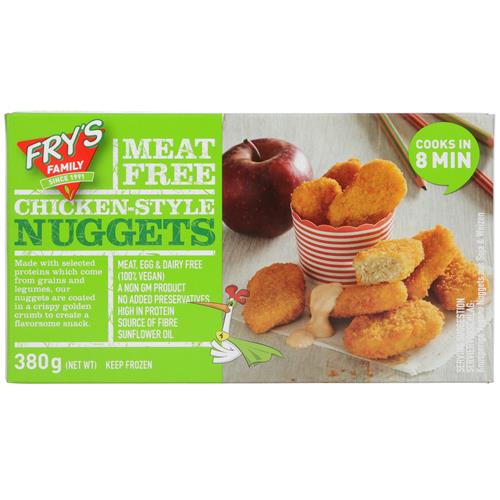 FRY'S
FAMILY
SINCE 1991
MEAT
FREE
CHICKEN-STYLE
NUGGETS
Made with selected
proteins which come
from grains and
legumes, our
nuggets are coated
in a crispy golden
crumb to create a
flavorsome snack.
MEAT, EGG & DAIRY FREE
(100% VEGAN)
A NON GM PRODUCT
NO ADDED PRESERVATIVES
HIGH IN PROTEIN
SOURCE OF FIBRE
SUNFLOWER OIL
380g (NET WT) KEEP FROZEN
COOKS IN
8 MIN
SERVING SUGGESTION
Nuggets
Soja & Weizen